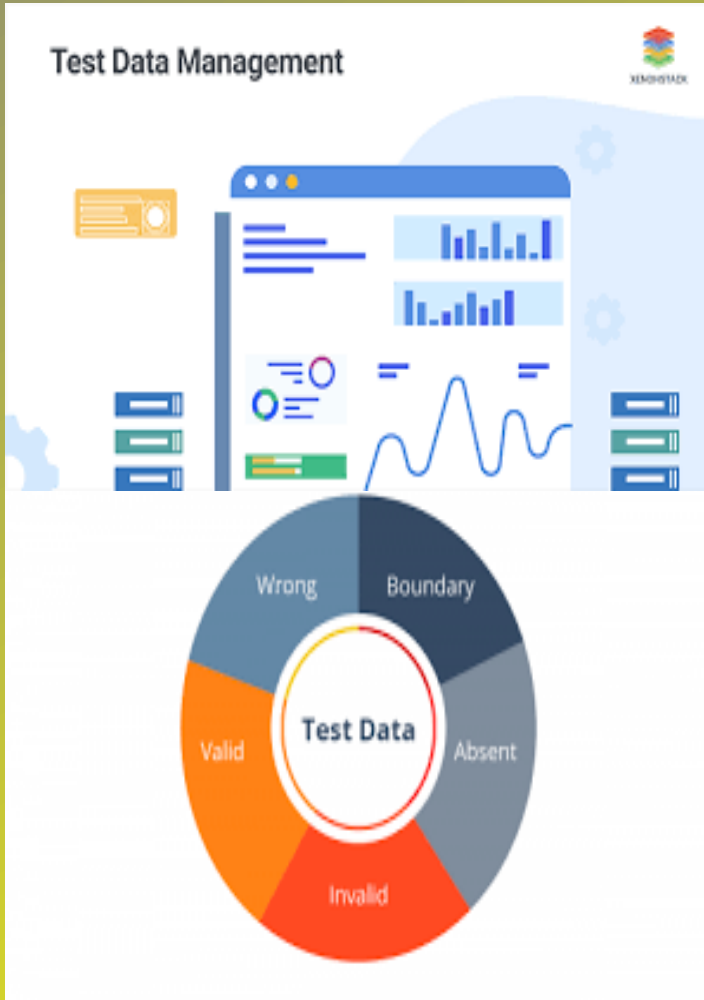 Test Data Management
XENONSTACK
Wrong
Boundary
Test Data
Valid
Absent
Invalid